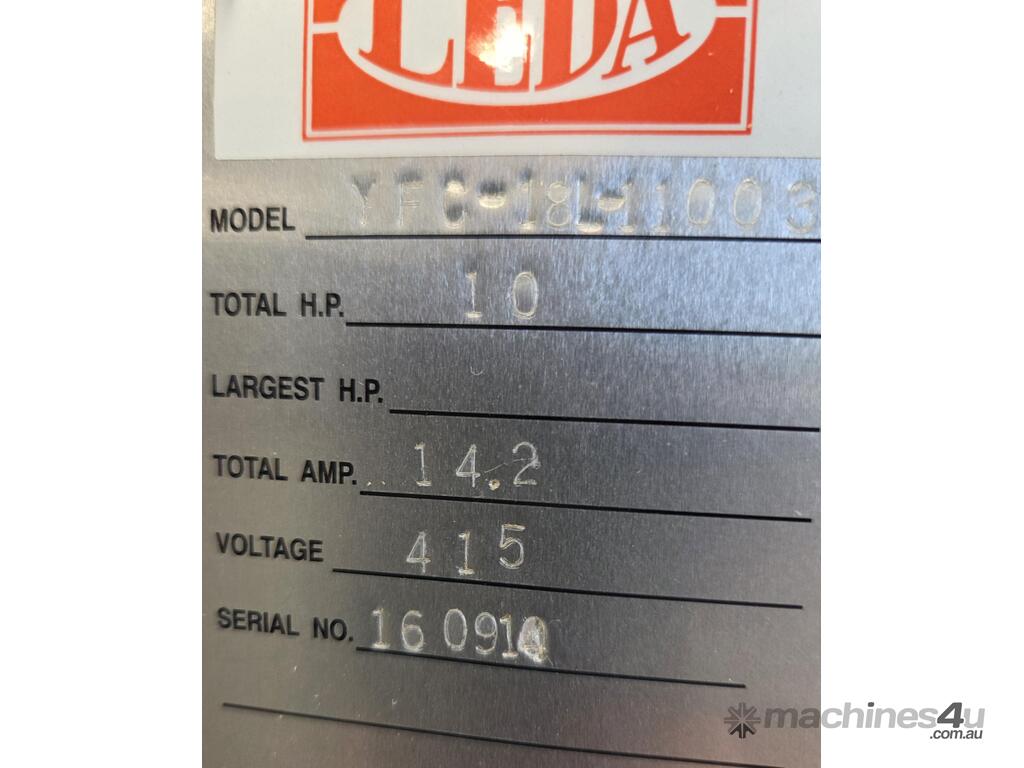 LEDA
MODEL YFC-18L-11003
TOTAL H.P. 10
LARGEST H.P.
TOTAL AMP. 14.2
VOLTAGE 415
SERIAL NO.
machines4u
.com.au